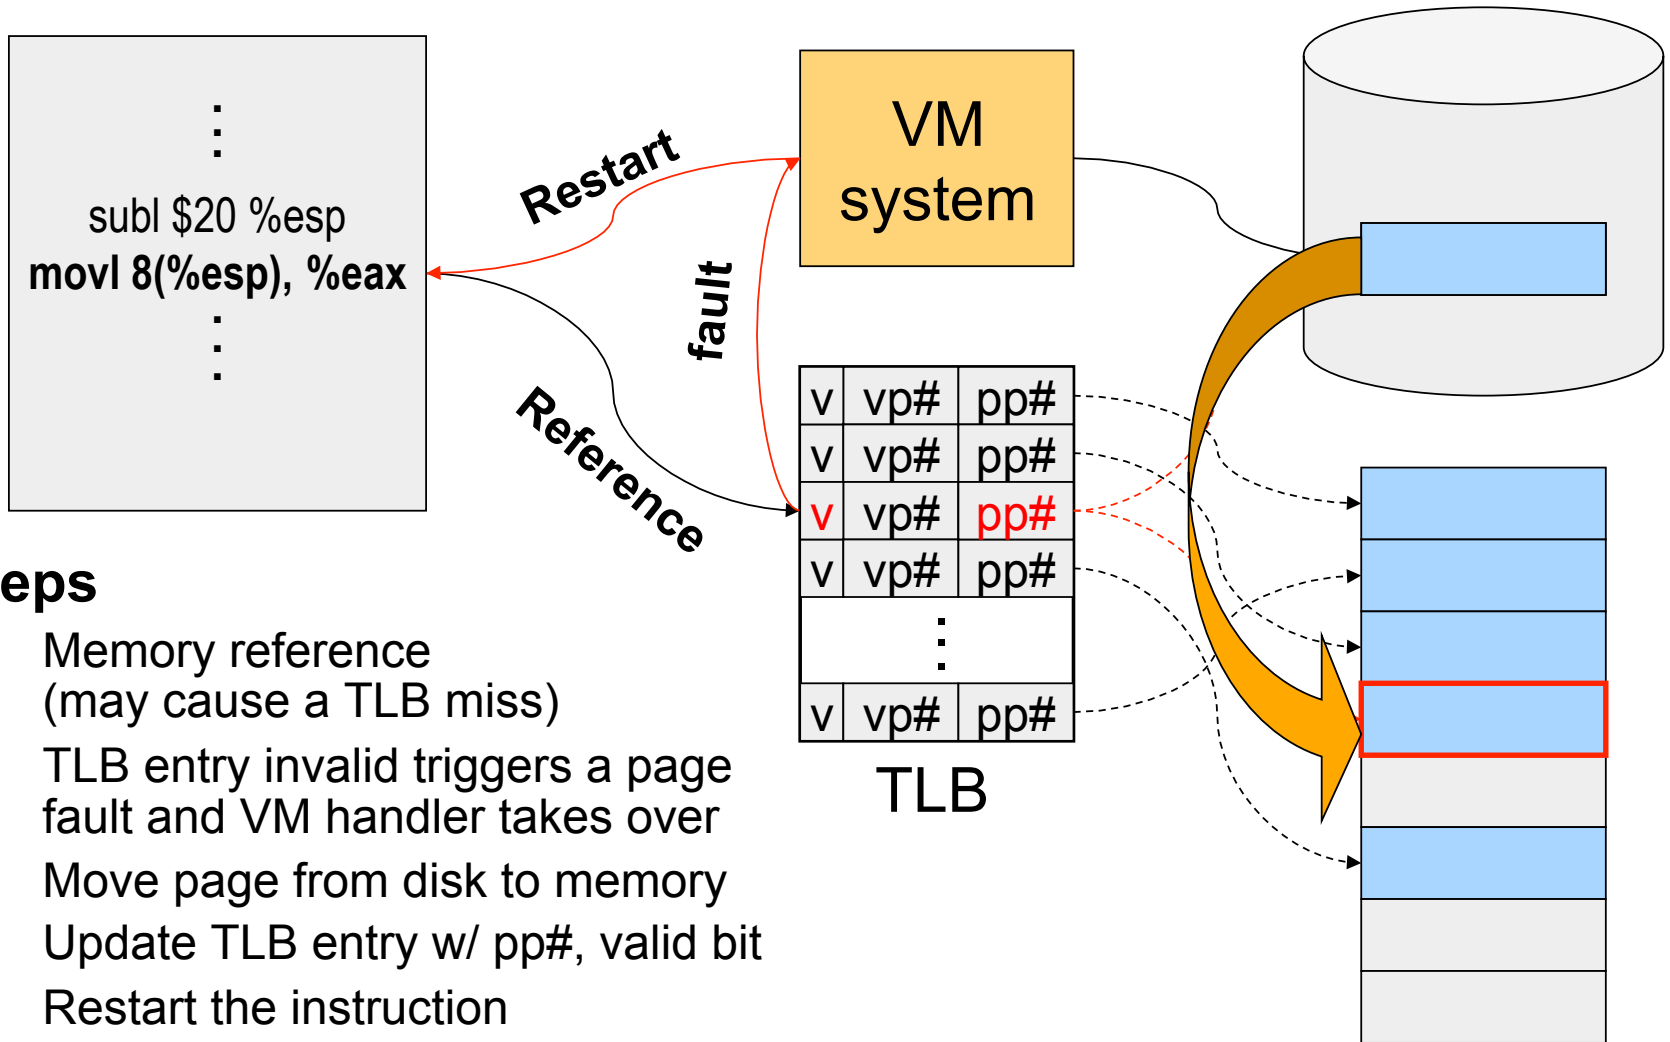 subl $20 %esp
movl 8(%esp), %eax
Restart
fault
Reference
VM
system
v vp# pp#
v vp# pp#
v vp# pp#
v vp# pp#
v vp# pp#
TLB
eps
Memory reference
(may cause a TLB miss)
TLB entry invalid triggers a page
fault and VM handler takes over
Move page from disk to memory
Update TLB entry w/ pp#, valid bit
Restart the instruction